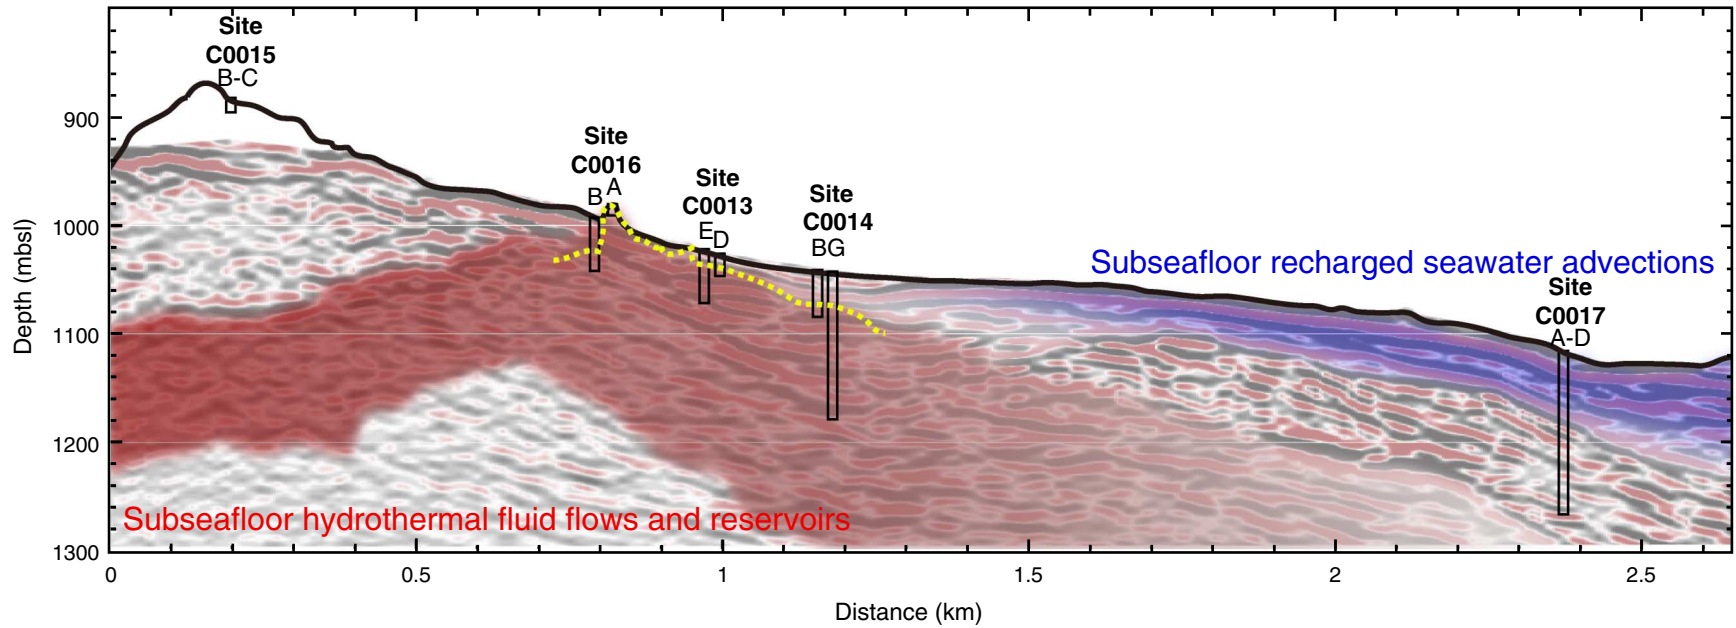 Site
C0015
B-C
Site
C0016
B A
Site
C0013
E D
Site
C0014
BG
Subseafloor recharged seawater advections
Site
C0017
A-D
Subseafloor hydrothermal fluid flows and reservoirs
Depth (mbsl)
900
1000
1100
1200
1300
0 0.5 1 1.5 2 2.5
Distance (km)